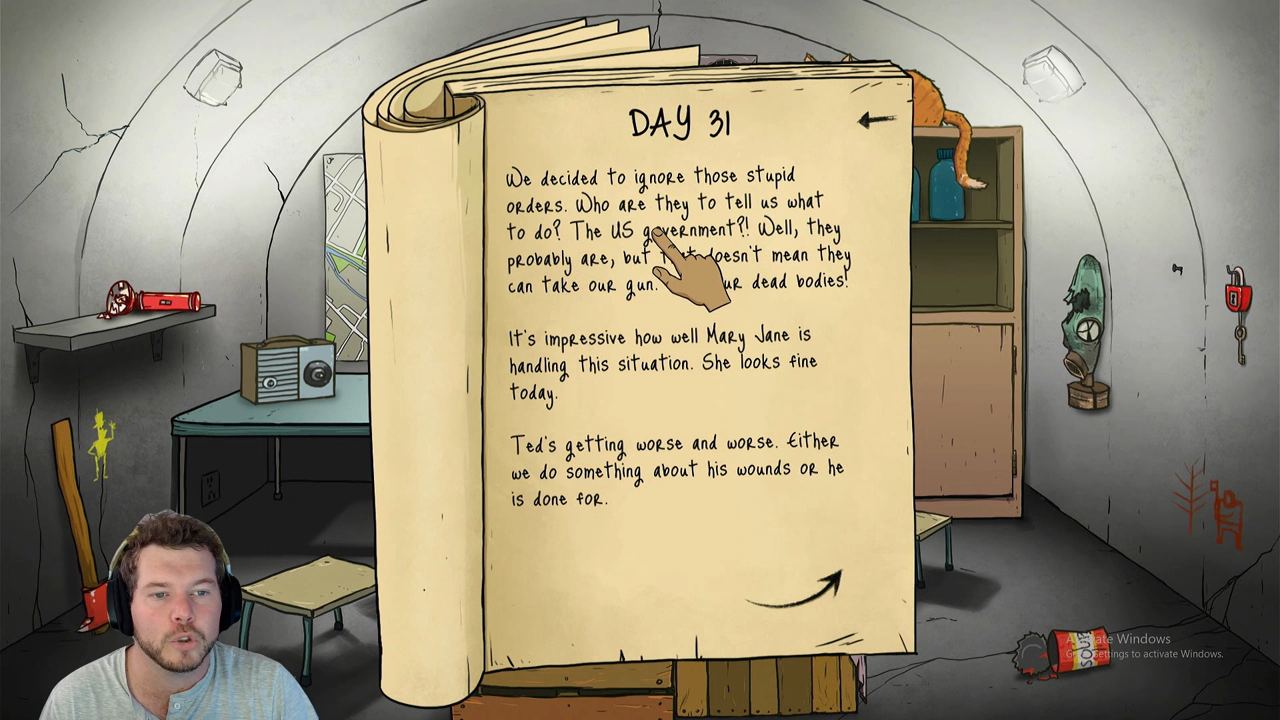 DAY 31
We decided to ignore those stupid
orders. Who are they to tell us what
to do? The US government?! Well, they
probably are, but doesn't mean they
can take our gun. dead bodies!
It's impressive how well Mary Jane is
handling this situation. She looks fine
today.
Ted's getting worse and worse. Either
we do something about his wounds or he
is done for.
SOUP
Activate Windows
Go to Settings to activate Windows.